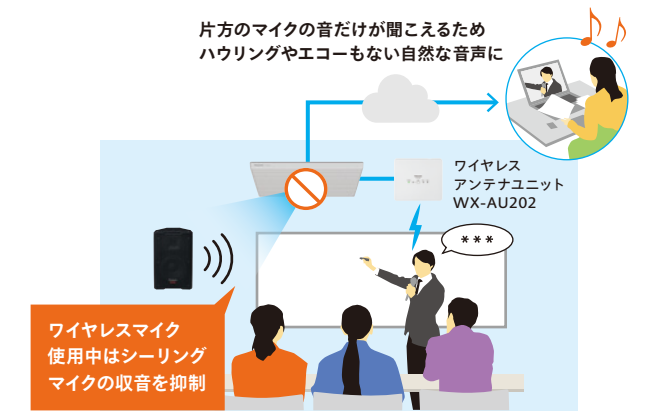 片方のマイクの音だけが聞こえるため
ハウリングやエコーもない自然な音声に
ワイヤレス
アンテナユニット
WX-AU202
***
ワイヤレスマイク
使用中はシーリング
マイクの収音を抑制